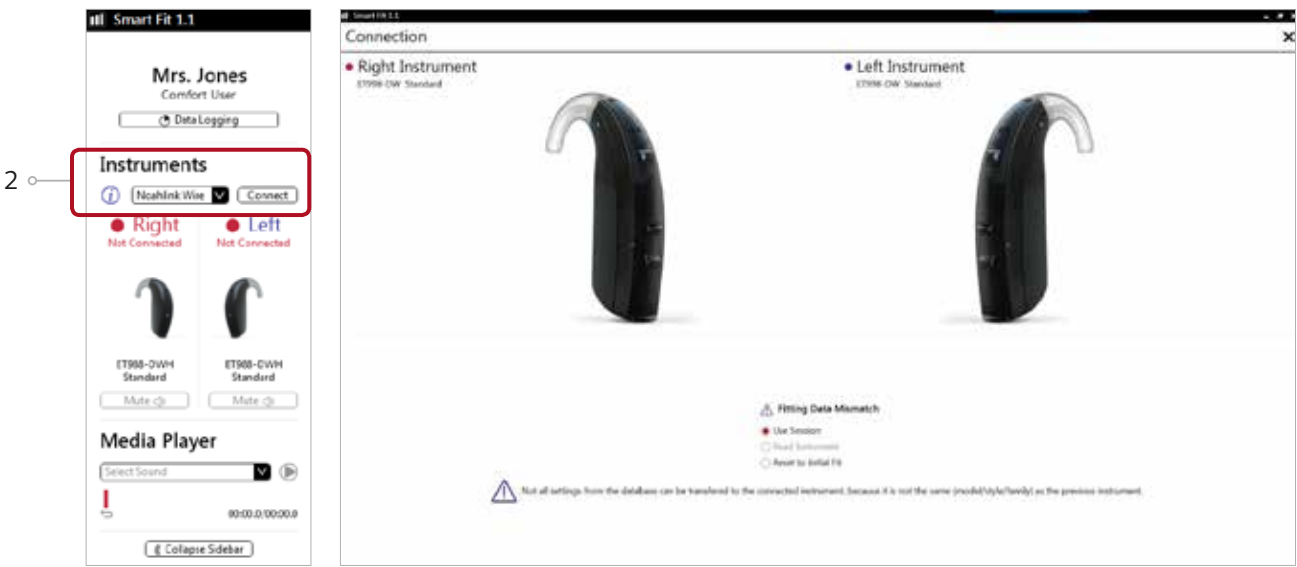 Smart Fit 1.1
Mrs. Jones
Comfort User
Data Logging
2
Instruments
Noahlink Wire
Connect
Right
Left
Not Connected
Not Connected
ET988-DWH
Standard
ET988-DWH
Standard
Mute
Mute
Media Player
Select Sound
00:00.0/00:00.0
Collapse Sidebar
Smart Fit 1.1
Connection
Right Instrument
Standard
Left Instrument
Standard
Fitting Data Mismatch
Use Session
Read Instrument
Reset to Initial Fit
Not all settings from the database can be transferred to the connected instrument, because it is not the same (model/style/family) as the previous instrument.